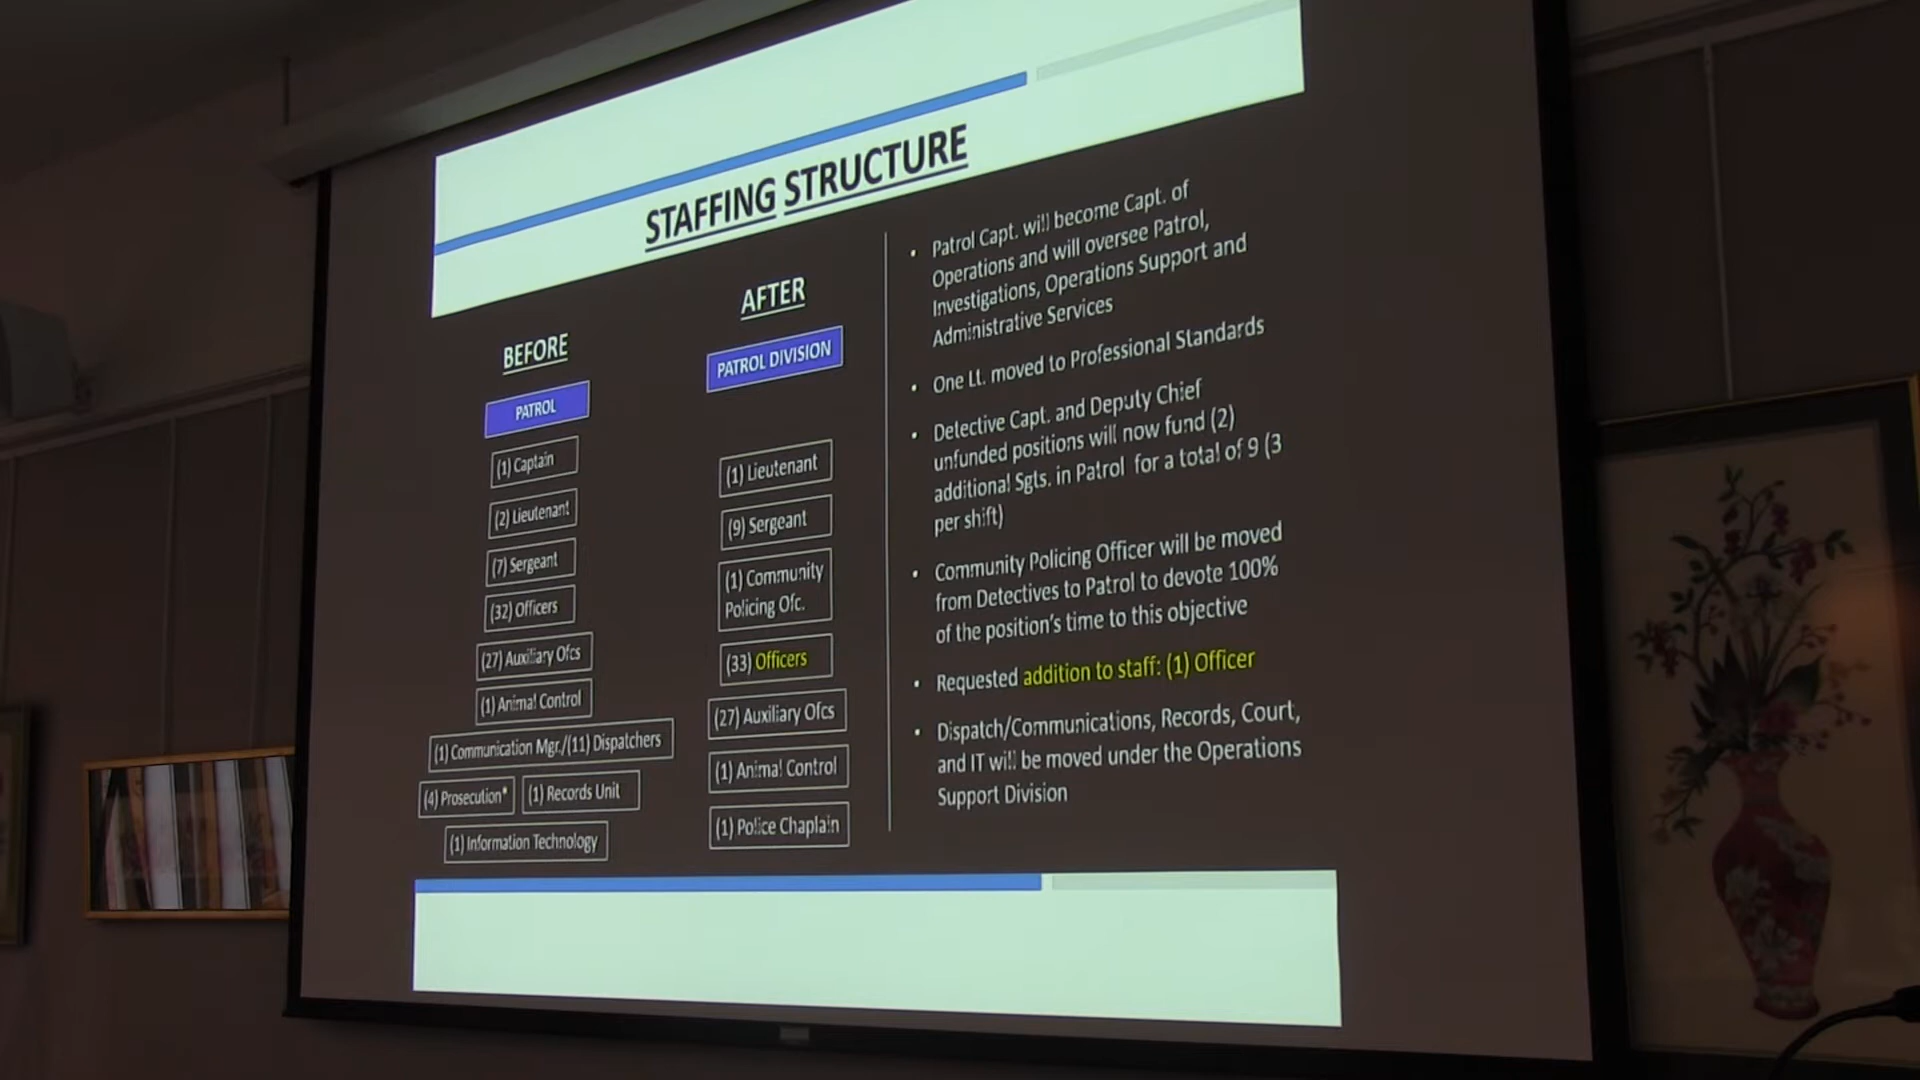 STAFFING STRUCTURE
BEFORE
PATROL
(1) Captain
(2) Lieutenant
(7) Sergeant
(32) Officers
(27) Auxiliary Ofcs
(1) Animal Control
(1) Communication Mgr./(11) Dispatchers
(4) Prosecution*
(1) Records Unit
(1) Information Technology
AFTER
PATROL DIVISION
(1) Lieutenant
(9) Sergeant
(1) Community
Policing Ofc.
(33) Officers
(27) Auxiliary Ofcs
(1) Animal Control
(1) Police Chaplain
• Patrol Capt. will become Capt. of
Operations and will oversee Patrol,
Investigations, Operations Support and
Administrative Services
• One Lt. moved to Professional Standards
• Detective Capt. and Deputy Chief
unfunded positions will now fund (2)
additional Sgts. in Patrol for a total of 9 (3
per shift)
• Community Policing Officer will be moved
from Detectives to Patrol to devote 100%
of the position's time to this objective
• Requested addition to staff: (1) Officer
• Dispatch/Communications, Records, Court,
and IT will be moved under the Operations
Support Division